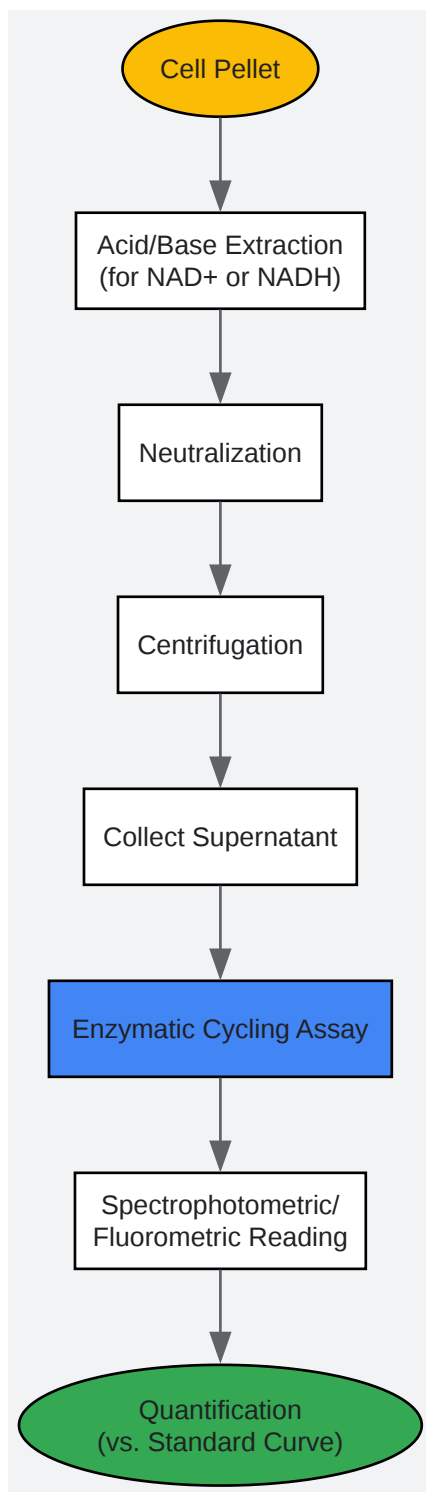 Cell Pellet
Acid/Base Extraction
(for NAD+ or NADH)
Neutralization
Centrifugation
Collect Supernatant
Enzymatic Cycling Assay
Spectrophotometric/
Fluorometric Reading
Quantification
(vs. Standard Curve)